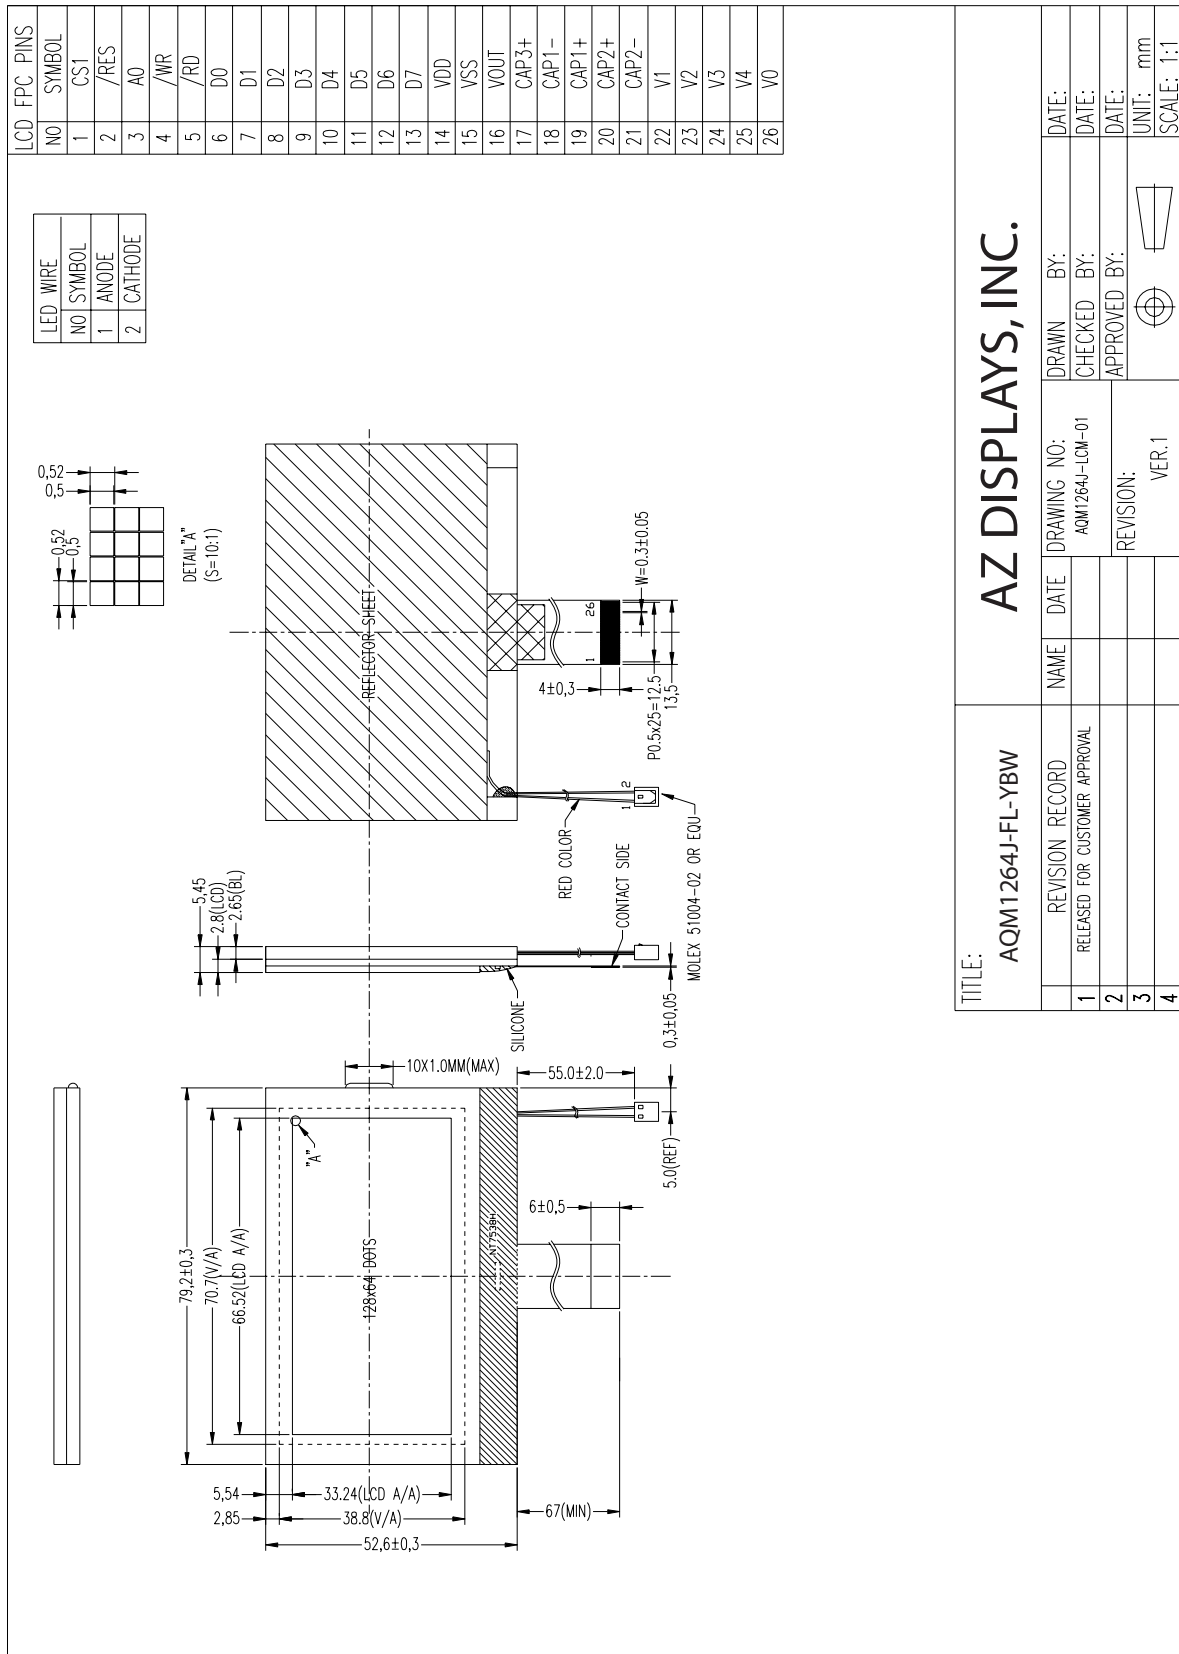 LCD FPC PINS
NO SYMBOL
1 CS1
2 /RES
3 A0
4 /WR
5 /RD
6 D0
7 D1
8 D2
9 D3
10 D4
11 D5
12 D6
13 D7
14 VDD
15 VSS
16 VOUT
17 CAP3+
18 CAP1-
19 CAP1+
20 CAP2+
21 CAP2-
22 V1
23 V2
24 V3
25 V4
26 V0
LED WIRE
NO SYMBOL
1 ANODE
2 CATHODE
0,52
0,5
0,52
0,5
DETAIL"A"
(S=10:1)
REFLECTOR SHEET
1 26
W=0.3±0.05
4±0,3
P0.5x25=12.5
13,5
RED COLOR
1 2
MOLEX 51004-02 OR EQU
5,45
2.8(LCD)
2.65(BL)
SILICONE
CONTACT SIDE
0,3±0,05
10X1.0MM(MAX)
55.0±2.0
5.0(REF)
79,2±0,3
70.7(V/A)
66.52(LCD A/A)
"A"
128x64 DOTS
NT7538H
6±0,5
5,54
33.24(LCD A/A)
2,85
38.8(V/A)
52,6±0,3
67(MIN)
TITLE:
AQM1264J-FL-YBW
AZ DISPLAYS, INC.
REVISION RECORD NAME DATE
1 RELEASED FOR CUSTOMER APPROVAL
2
3
4
DRAWING NO:
AQM1264J-LCM-01
REVISION:
VER.1
DRAWN BY: DATE:
CHECKED BY: DATE:
APPROVED BY: DATE:
UNIT: mm
SCALE: 1:1